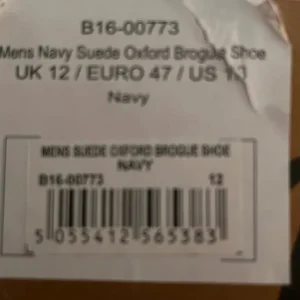 B16-00773
Mens Navy Suede Oxford Brogue Shoe
UK 12 / EURO 47 / US 13
Navy
MENS SUEDE OXFORD BROGUE SHOE
NAVY
B16-00773 12
5 055412 565383